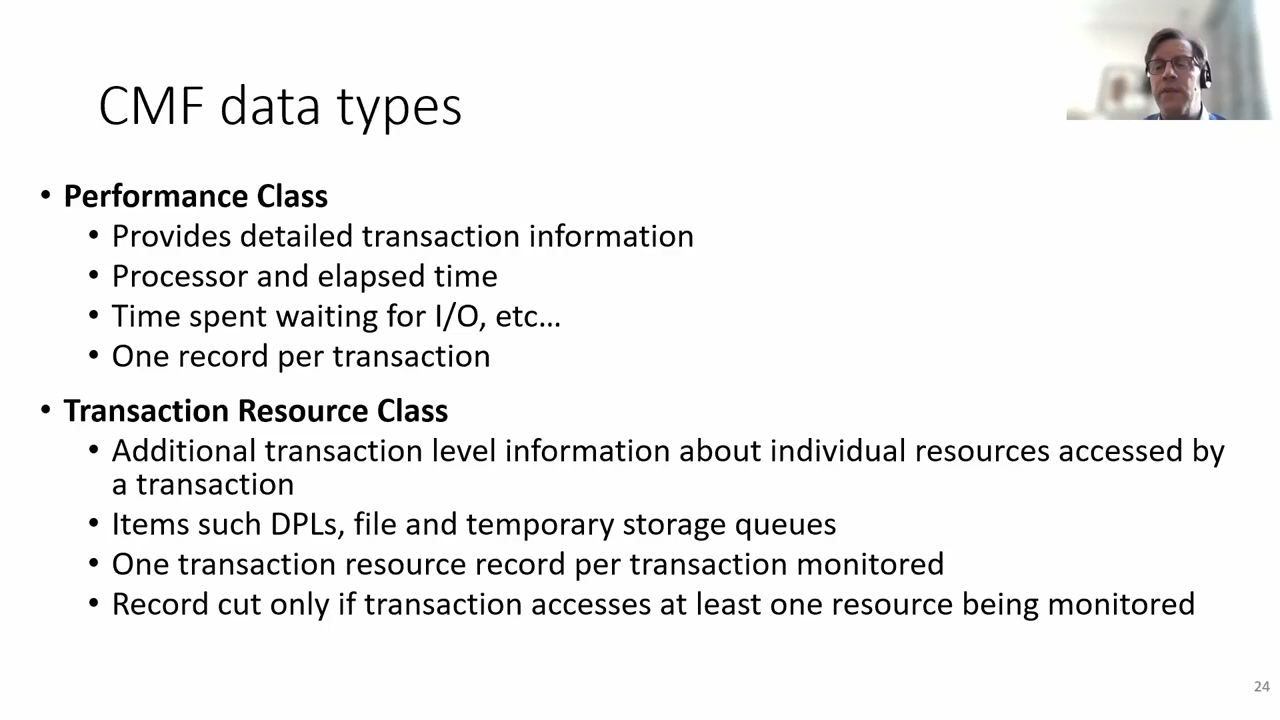 CMF data types
• Performance Class
• Provides detailed transaction information
• Processor and elapsed time
• Time spent waiting for I/O, etc…
• One record per transaction
• Transaction Resource Class
• Additional transaction level information about individual resources accessed by
a transaction
• Items such DPLs, file and temporary storage queues
• One transaction resource record per transaction monitored
• Record cut only if transaction accesses at least one resource being monitored
24